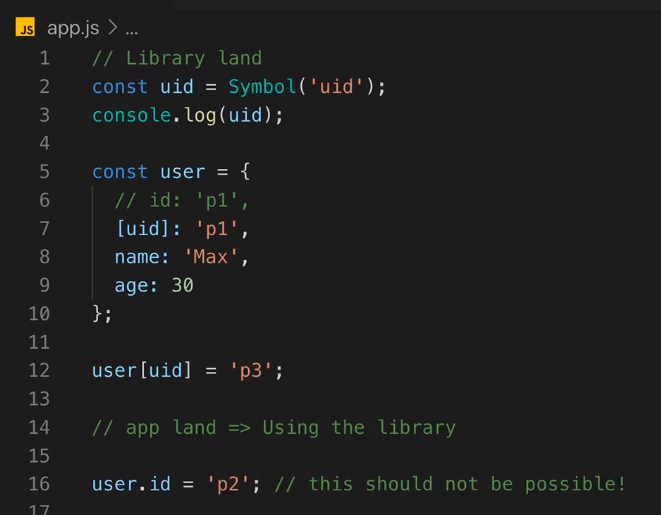 JS app.js > ...
1 // Library land
2 const uid = Symbol('uid');
3 console.log(uid);
4
5 const user = {
6   // id: 'p1',
7   [uid]: 'p1',
8   name: 'Max',
9   age: 30
10 };
11
12 user[uid] = 'p3';
13
14 // app land => Using the library
15
16 user.id = 'p2'; // this should not be possible!
17